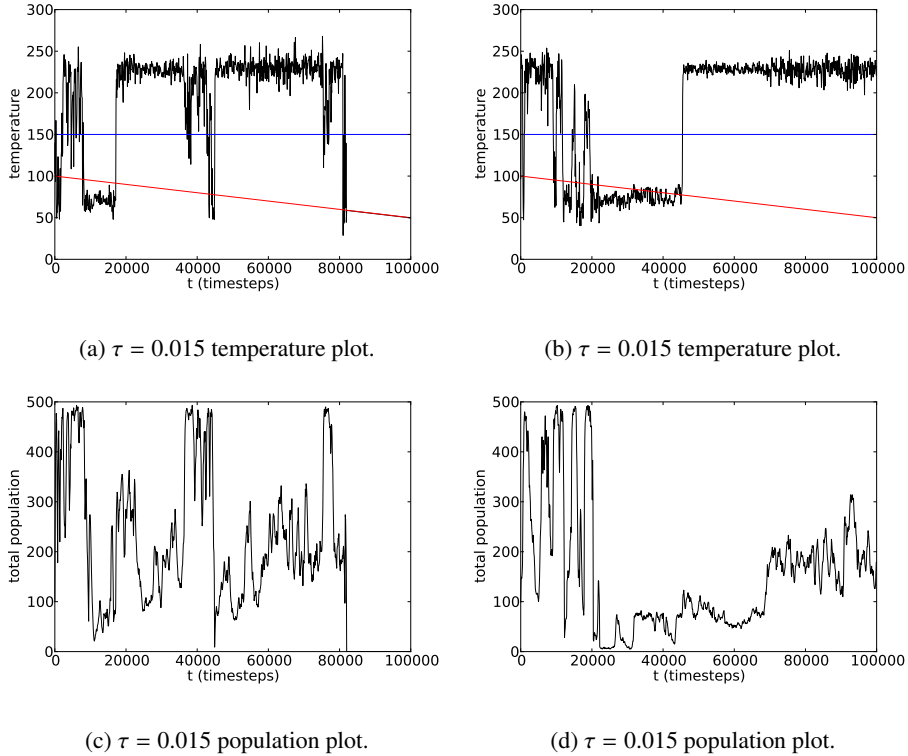 300
250
200
150
100
50
0
temperature
0 20000 40000 60000 80000 100000
t (timesteps)
(a) τ = 0.015 temperature plot.
300
250
200
150
100
50
0
temperature
0 20000 40000 60000 80000 100000
t (timesteps)
(b) τ = 0.015 temperature plot.
500
400
300
200
100
0
total population
0 20000 40000 60000 80000 100000
t (timesteps)
(c) τ = 0.015 population plot.
500
400
300
200
100
0
total population
0 20000 40000 60000 80000 100000
t (timesteps)
(d) τ = 0.015 population plot.